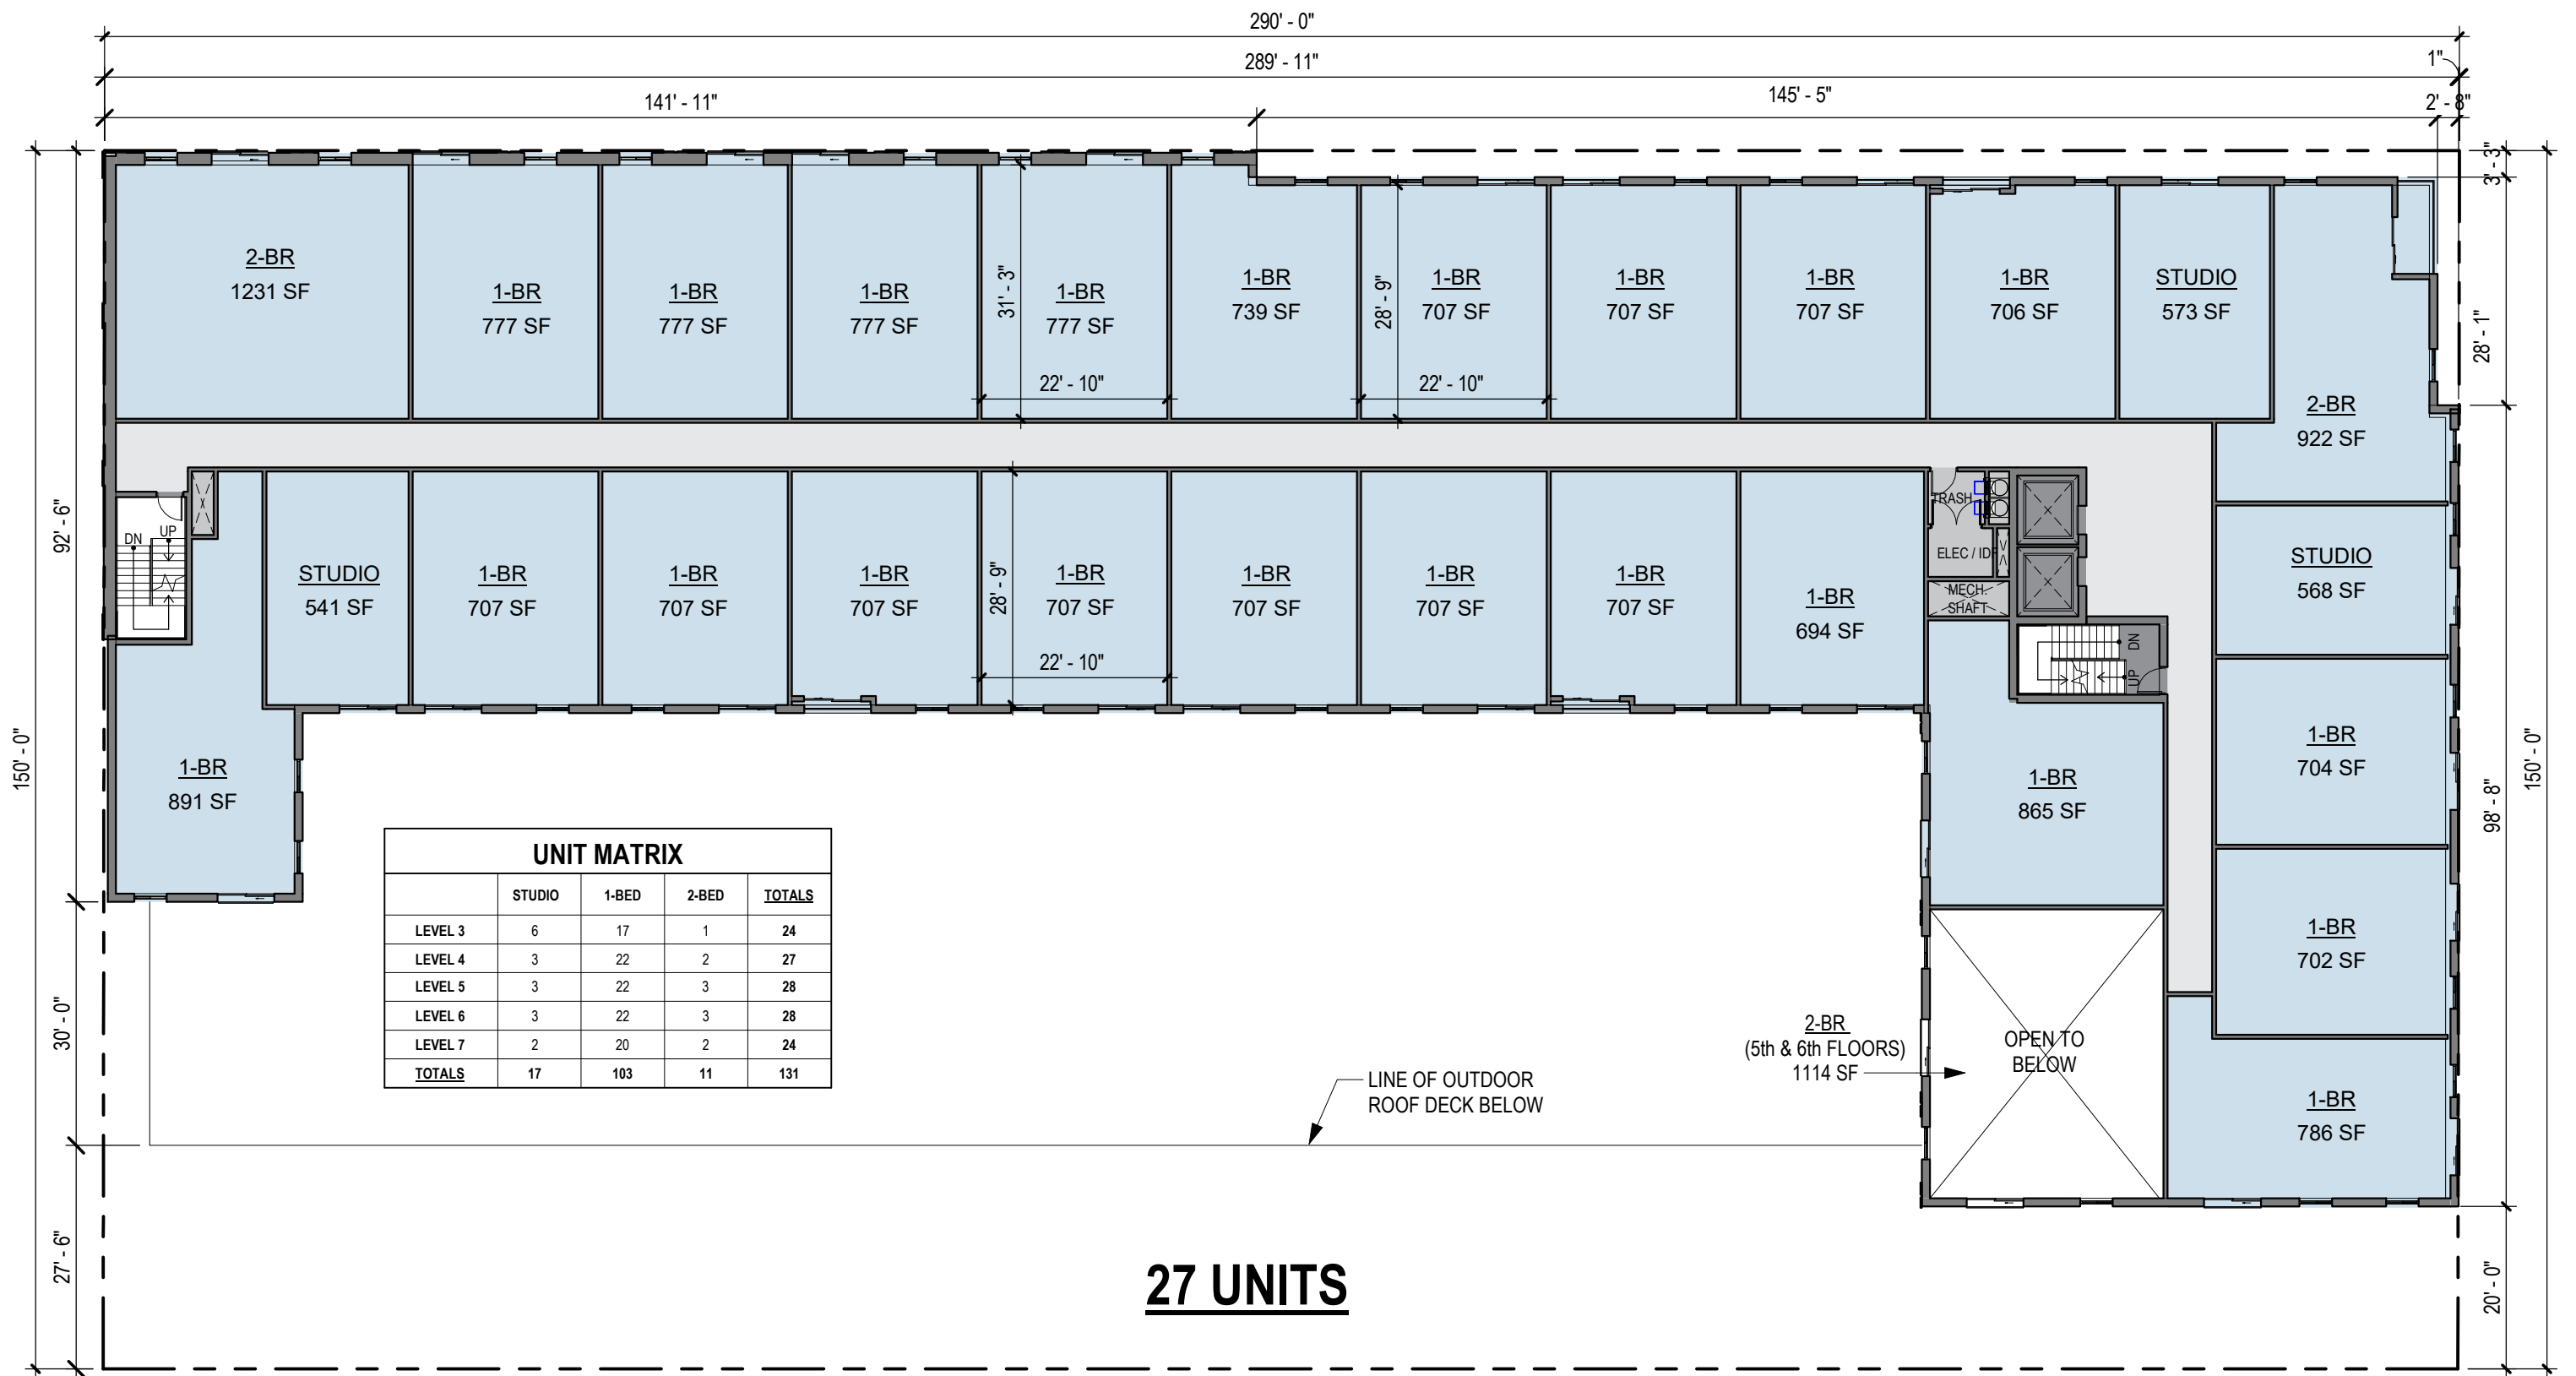 290' - 0"
289' - 11"
1"
141' - 11"
145' - 5"
2' - 8"
3' - 3"
2-BR
1231 SF
1-BR
777 SF
1-BR
777 SF
1-BR
777 SF
31' - 3"
1-BR
777 SF
1-BR
739 SF
28' - 9"
1-BR
707 SF
1-BR
707 SF
1-BR
707 SF
1-BR
706 SF
STUDIO
573 SF
28' - 1"
22' - 10"
22' - 10"
2-BR
922 SF
92' - 6"
DN
UP
TRASH
ELEC / IDF
MECH.
SHAFT
STUDIO
541 SF
1-BR
707 SF
1-BR
707 SF
1-BR
707 SF
28' - 9"
1-BR
707 SF
1-BR
707 SF
1-BR
707 SF
1-BR
707 SF
1-BR
694 SF
STUDIO
568 SF
22' - 10"
DN
UP
150' - 0"
1-BR
891 SF
1-BR
865 SF
1-BR
704 SF
98' - 8"
150' - 0"
UNIT MATRIX
STUDIO 1-BED 2-BED TOTALS
LEVEL 3 6 17 1 24
LEVEL 4 3 22 2 27
LEVEL 5 3 22 3 28
LEVEL 6 3 22 3 28
LEVEL 7 2 20 2 24
TOTALS 17 103 11 131
1-BR
702 SF
30' - 0"
2-BR
(5th & 6th FLOORS)
1114 SF
OPEN TO
BELOW
LINE OF OUTDOOR
ROOF DECK BELOW
1-BR
786 SF
27' - 6"
27 UNITS
20' - 0"